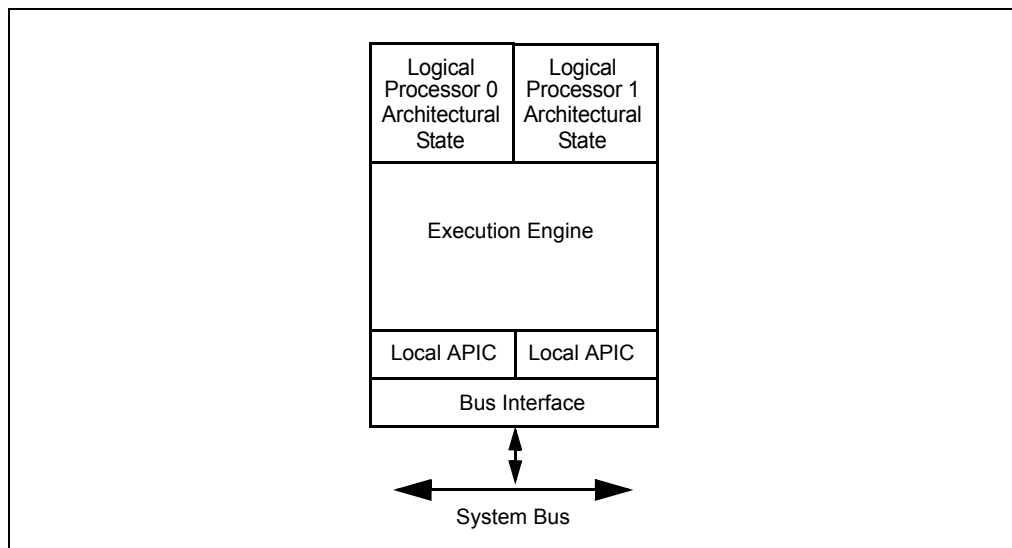 Logical
Processor 0
Architectural
State
Logical
Processor 1
Architectural
State
Execution Engine
Local APIC
Local APIC
Bus Interface
System Bus